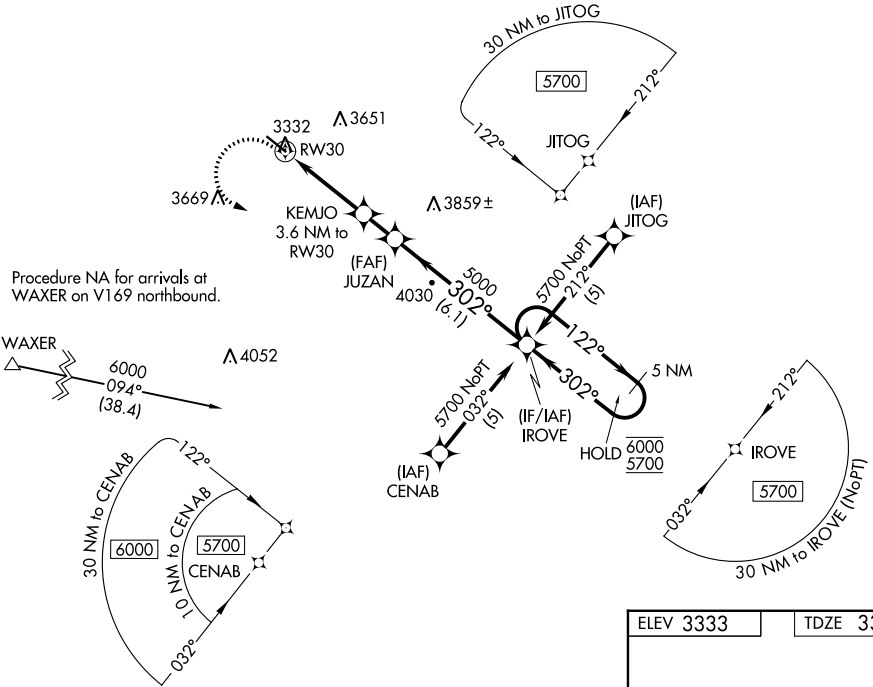 30 NM to JITOG
5700
212°
122°
JITOG
3332
RW30
3651
3669
KEMJO
3.6 NM to
RW30
3859±
(IAF)
JITOG
(FAF)
JUZAN
4030
5000
302°
(6.1)
5700 NoPT
212°
(5)
Procedure NA for arrivals at
WAXER on V169 northbound.
WAXER
6000
094°
(38.4)
4052
122°
302°
5 NM
5700 NoPT
032°
(5)
(IF/IAF)
IROVE
HOLD
6000
5700
(IAF)
CENAB
212°
IROVE
5700
032°
30 NM to IROVE (NoPT)
122°
30 NM to CENAB
6000
10 NM to CENAB
5700
CENAB
032°
ELEV 3333
TDZE